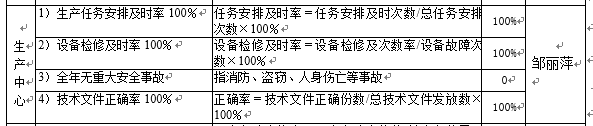 生产中心
1）生产任务安排及时率 100%
任务安排及时率＝任务安排及时次数/总任务安排
次数×100%
100%
2）设备检修及时率 100%
设备检修及时率＝设备检修及次数率/设备故障次
数×100%
100%
3）全年无重大安全事故
指消防、盗窃、人身伤亡等事故
0
4）技术文件正确率 100%
正确率＝技术文件正确份数/总技术文件发放数×
100%
100%
邹丽萍